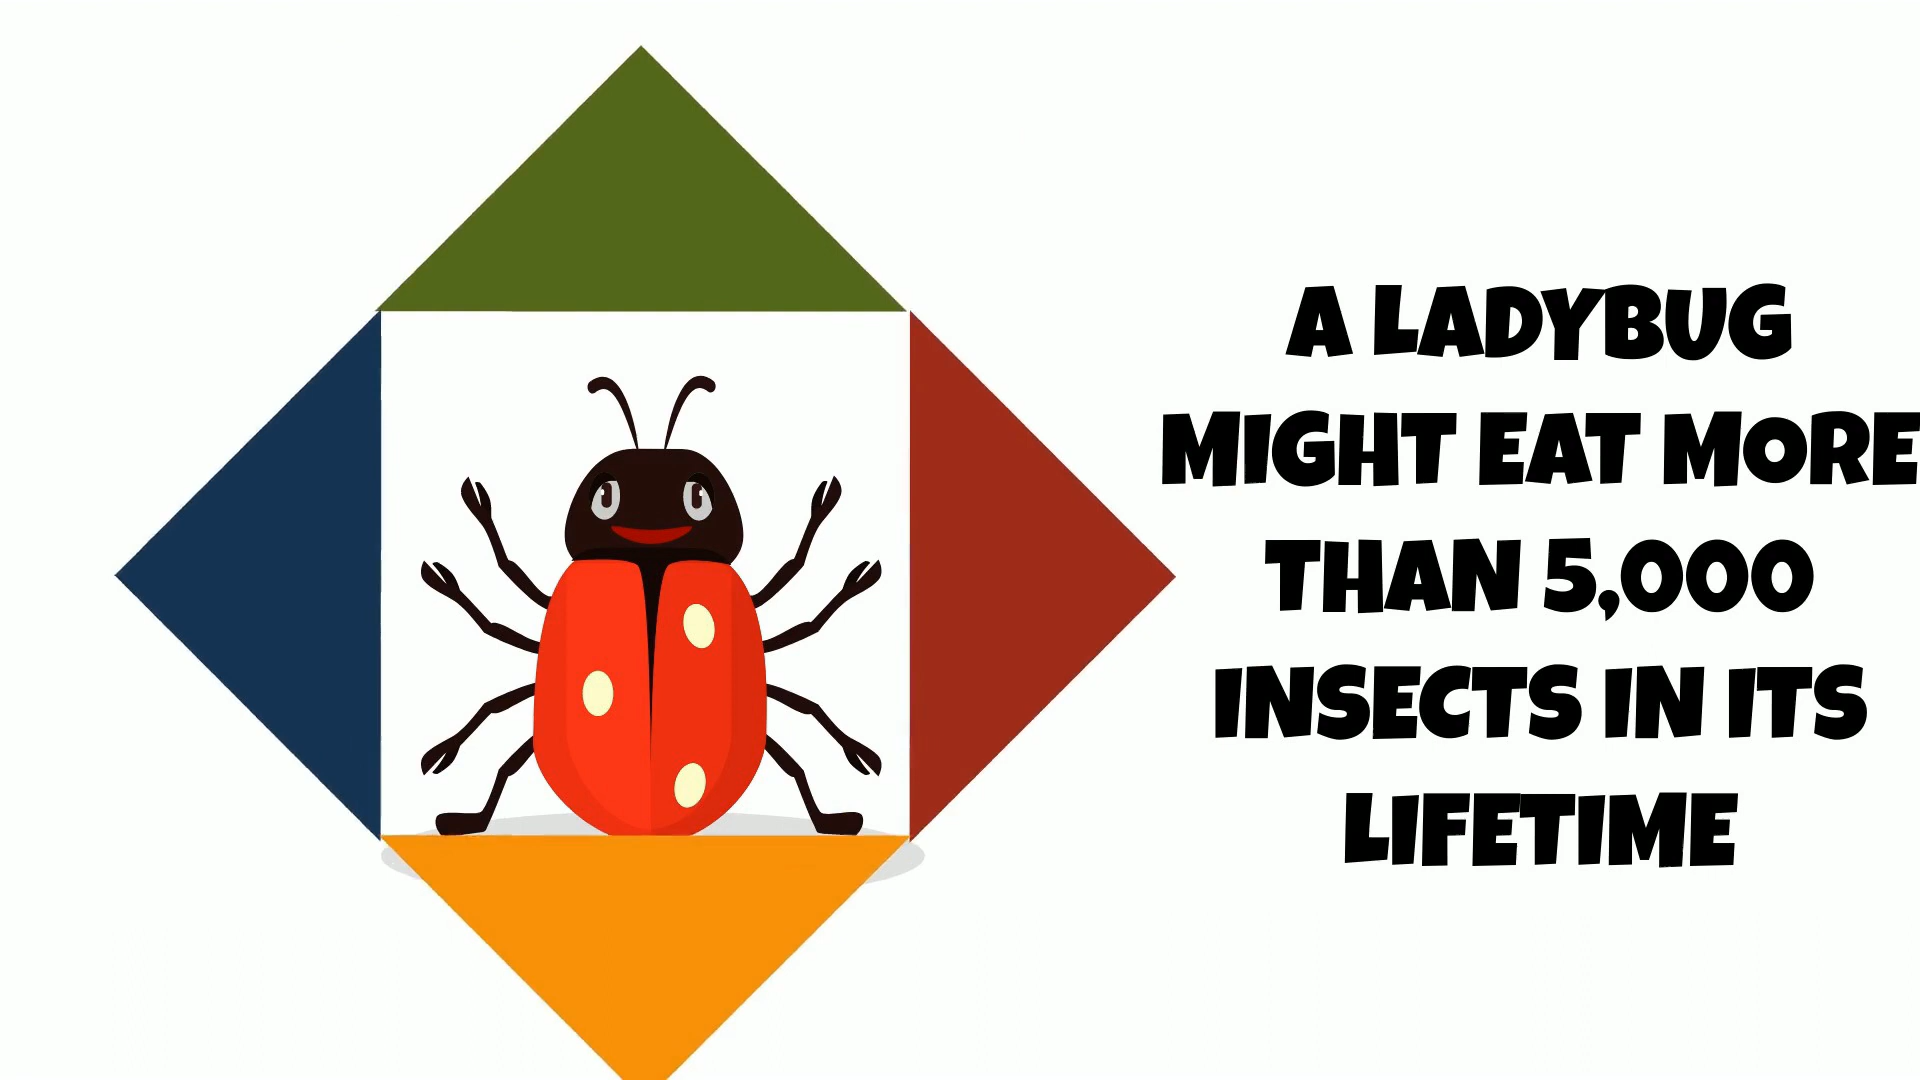 A LADYBUG
MIGHT EAT MORE
THAN 5,000
INSECTS IN ITS
LIFETIME